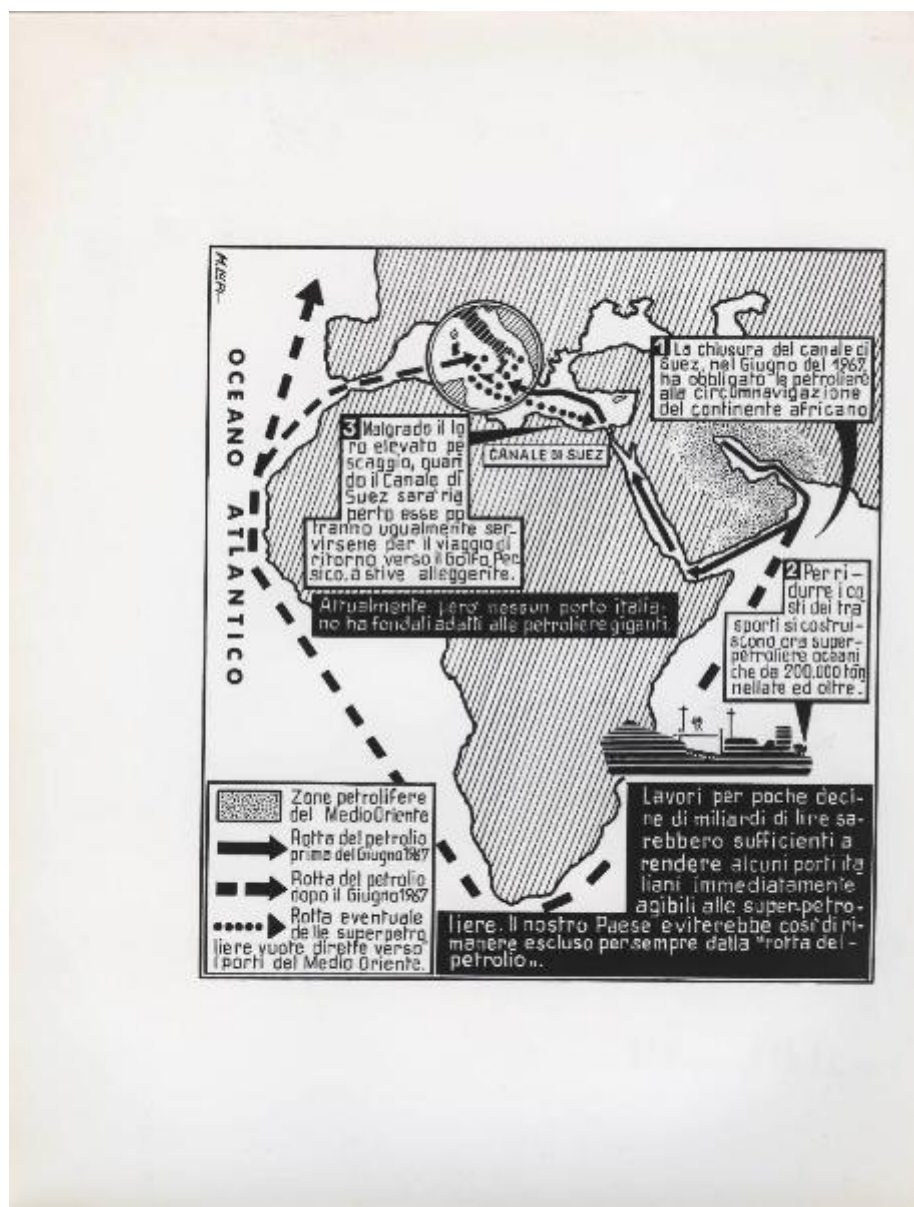 OCEANO ATLANTICO
1 La chiusura del canale di
Suez, nel Giugno del 1967,
ha obbligato le petroliere
alla circumnavigazione
del continente africano
3 Malgrado il lo
ro elevato pe
scaggio, quan
do il Canale di
Suez sarà ria
perto esse po
tranno ugualmente ser-
virsene per il viaggio di
ritorno verso il Golfo Per
sico, a stive alleggerite.
CANALE DI SUEZ
Attualmente però nessun porto italia-
no ha fondali adatti alle petroliere giganti.
2 Per ri-
durre i co
sti dei tra
sporti si costrui-
scono ora super-
petroliere oceani
che da 200.000 ton
nellate ed oltre.
Zone petrolifere
del Medio Oriente
Rotta del petrolio
prima del Giugno 1967
Rotta del petrolio
dopo il Giugno 1967
Rotta eventuale
delle superpetro
liere vuote dirette verso
i porti del Medio Oriente.
Lavori per poche deci-
ne di miliardi di lire sa-
rebbero sufficienti a
rendere alcuni porti ita
liani immediatamente
agibili alle super-petro-
liere. Il nostro Paese eviterebbe così di ri-
manere escluso per sempre dalla "rotta del-
petrolio".